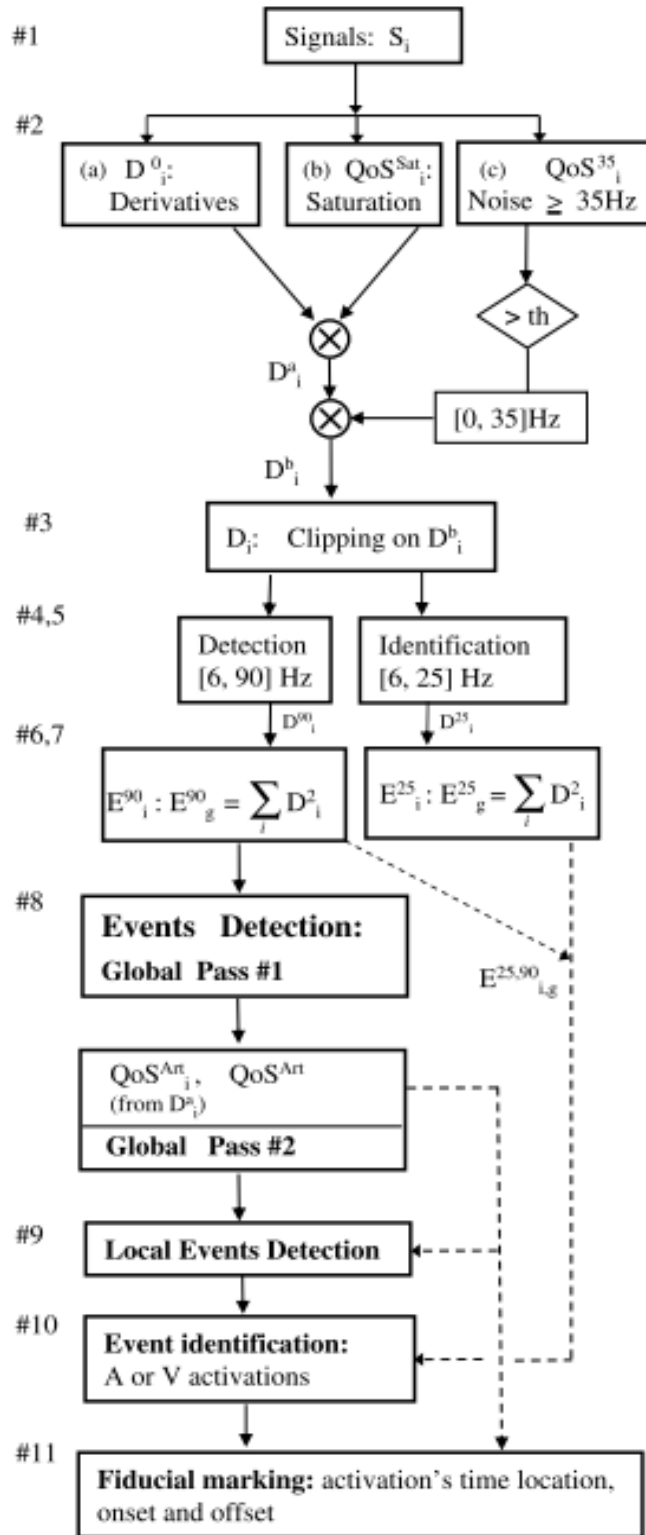 #1
Signals: S_i
#2
(a) D^0_i:
Derivatives
(b) QoS^Sat_i:
Saturation
(c) QoS^35_i
Noise ≥ 35Hz
> th
D^a_i
[0, 35]Hz
D^b_i
#3
D_i: Clipping on D^b_i
#4,5
Detection
[6, 90] Hz
Identification
[6, 25] Hz
D^90_i
D^25_i
#6,7
E^90_i : E^90_g = ∑_i D^2_i
E^25_i : E^25_g = ∑_i D^2_i
#8
Events Detection:
Global Pass #1
E^25,90_i,g
QoS^Art_i, QoS^Art
(from D^a_i)
Global Pass #2
#9
Local Events Detection
#10
Event identification:
A or V activations
#11
Fiducial marking: activation's time location,
onset and offset